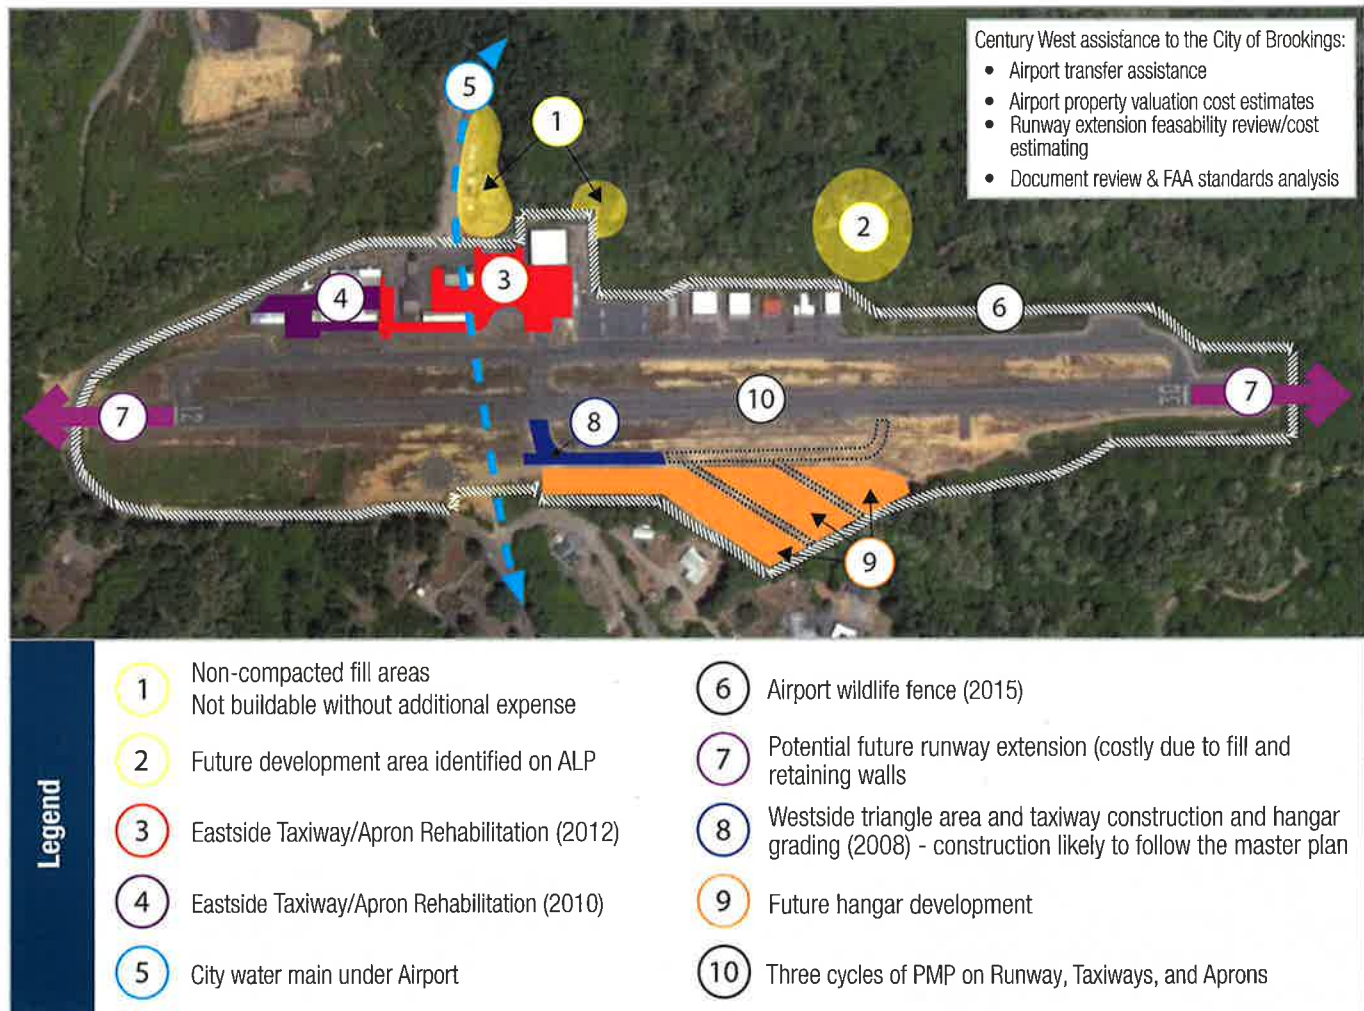 Century West assistance to the City of Brookings:
• Airport transfer assistance
• Airport property valuation cost estimates
• Runway extension feasability review/cost
estimating
• Document review & FAA standards analysis
5
1
2
3
4
6
7
7
10
8
9
Legend
1
Non-compacted fill areas
Not buildable without additional expense
2
Future development area identified on ALP
3
Eastside Taxiway/Apron Rehabilitation (2012)
4
Eastside Taxiway/Apron Rehabilitation (2010)
5
City water main under Airport
6
Airport wildlife fence (2015)
7
Potential future runway extension (costly due to fill and
retaining walls
8
Westside triangle area and taxiway construction and hangar
grading (2008) - construction likely to follow the master plan
9
Future hangar development
10
Three cycles of PMP on Runway, Taxiways, and Aprons